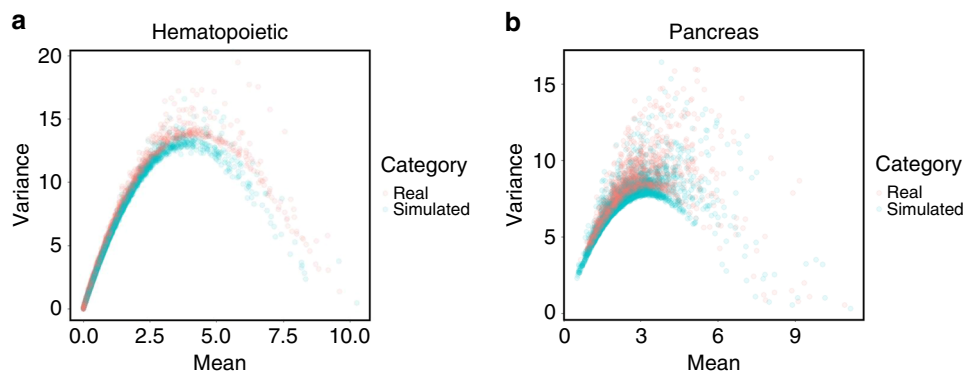 a
Hematopoietic
20
15
10
5
0
Variance
0.0 2.5 5.0 7.5 10.0
Mean
Category
Real
Simulated
b
Pancreas
15
10
5
0
Variance
0 3 6 9
Mean
Category
Real
Simulated